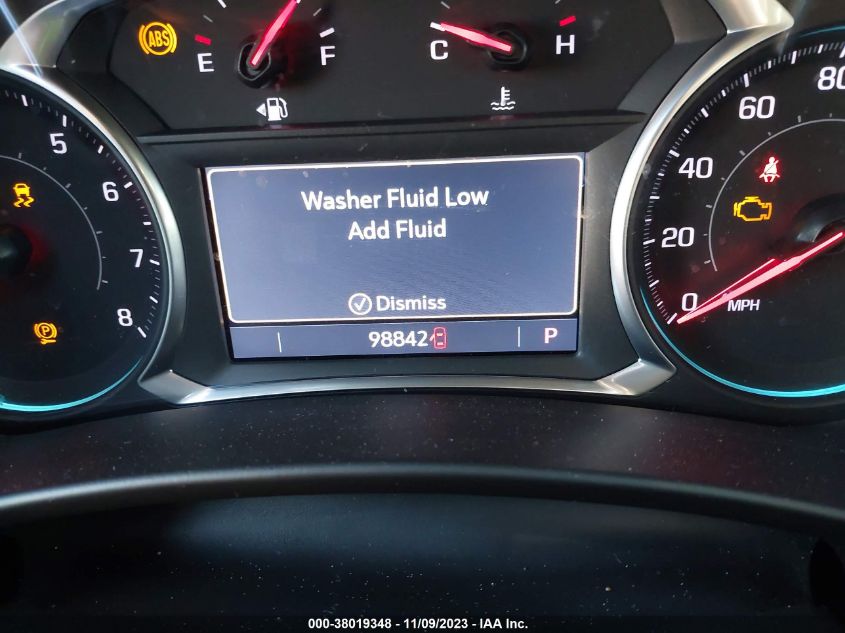 ABS
E
F
C
H
5
6
7
8
P
Washer Fluid Low
Add Fluid
Dismiss
98842
P
80
60
40
20
0
MPH
000-38019348 - 11/09/2023 - IAA Inc.